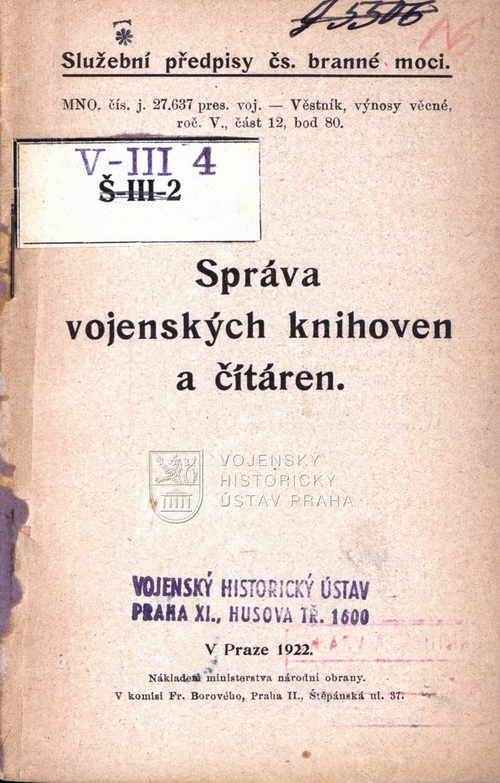 J 5506
Služební předpisy čs. branné moci.
MNO. čís. j. 27.637 pres. voj. — Věstník, výnosy věcné,
roč. V., část 12, bod 80.
V-III 4
Š-III-2
Správa
vojenských knihoven
a čítáren.
VOJENSKÝ
HISTORICKÝ
ÚSTAV PRAHA
VOJENSKÝ HISTORICKÝ ÚSTAV
PRAHA XI., HUSOVA TŘ. 1600
V Praze 1922.
Nákladem ministerstva národní obrany.
V komisi Fr. Borového, Praha II., Štěpánská ul. 37.